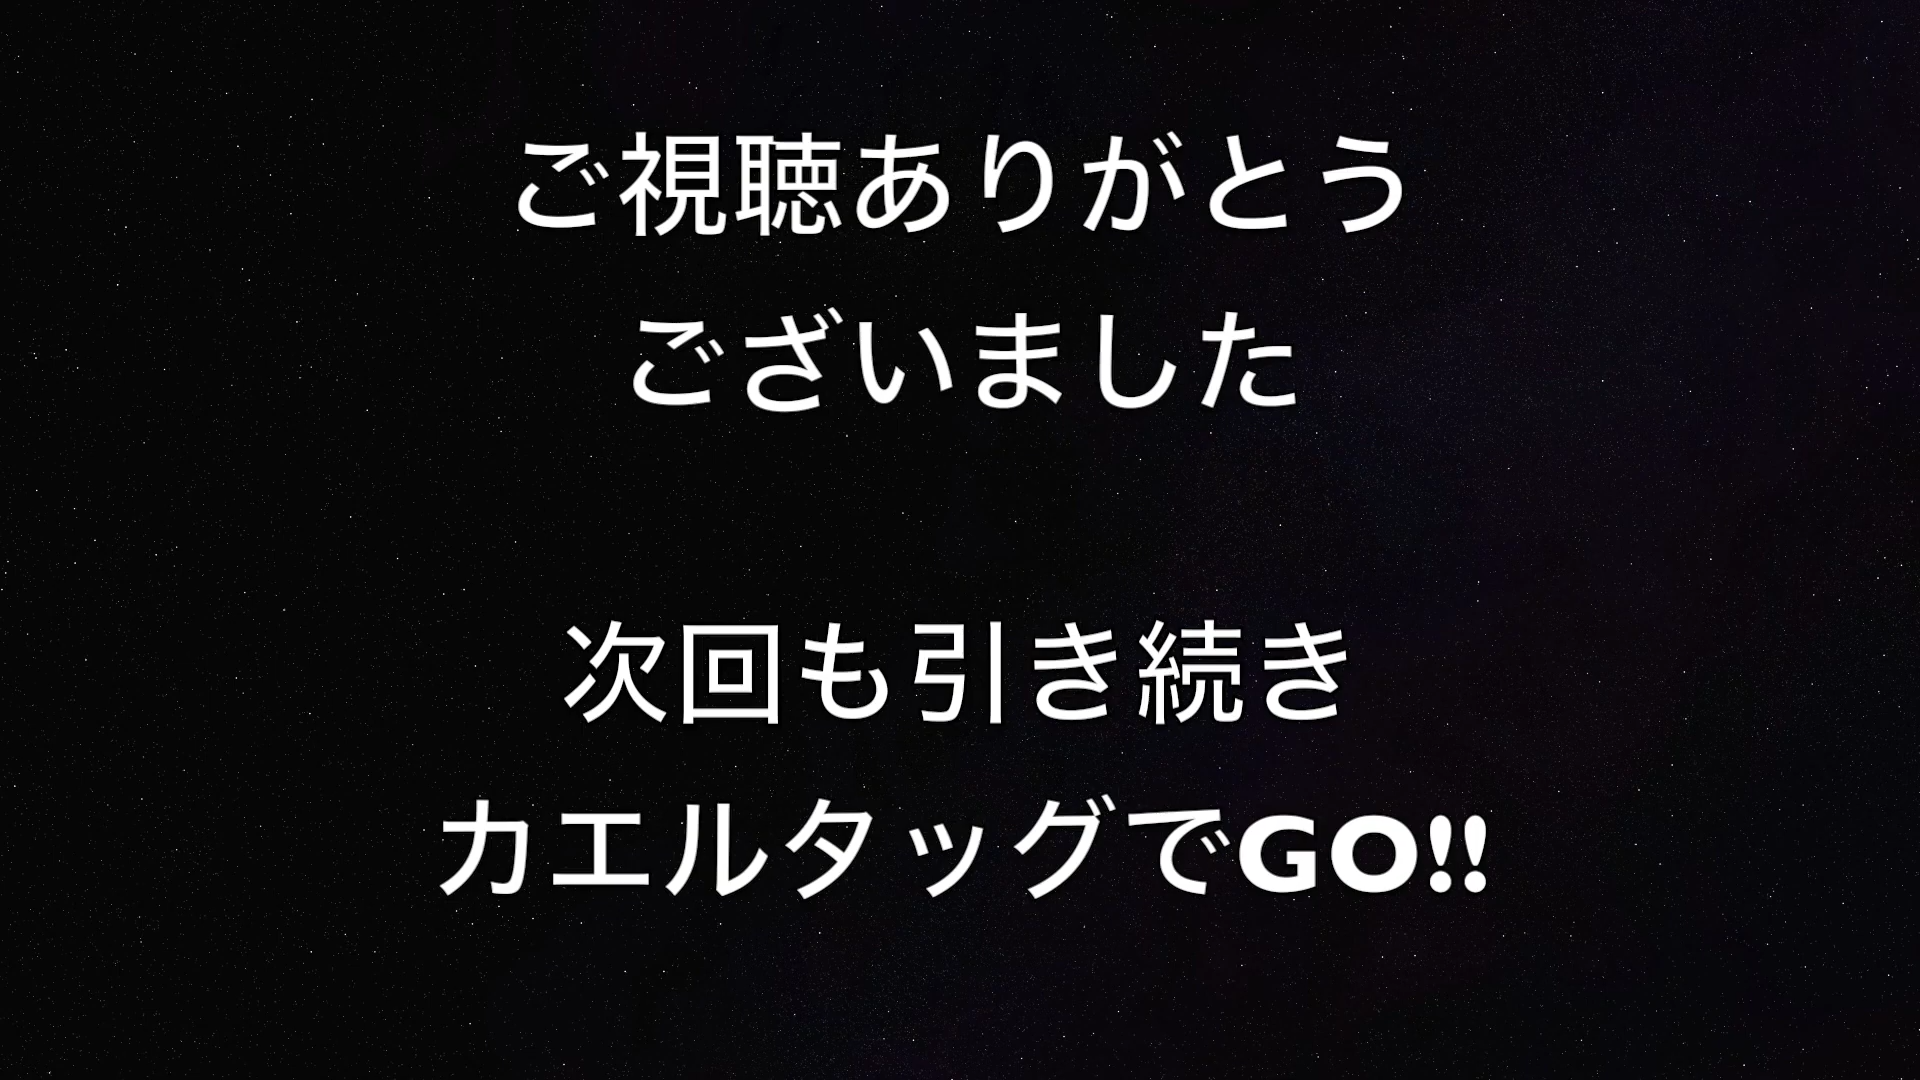 ご視聴ありがとう
ございました
次回も引き続き
カエルタッグでGO!!